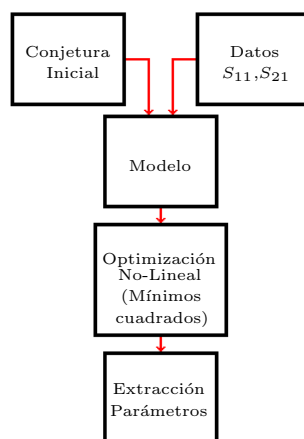 Conjetura
Inicial
Datos
S₁₁,S₂₁
Modelo
Optimización
No-Lineal
(Mínimos
cuadrados)
Extracción
Parámetros